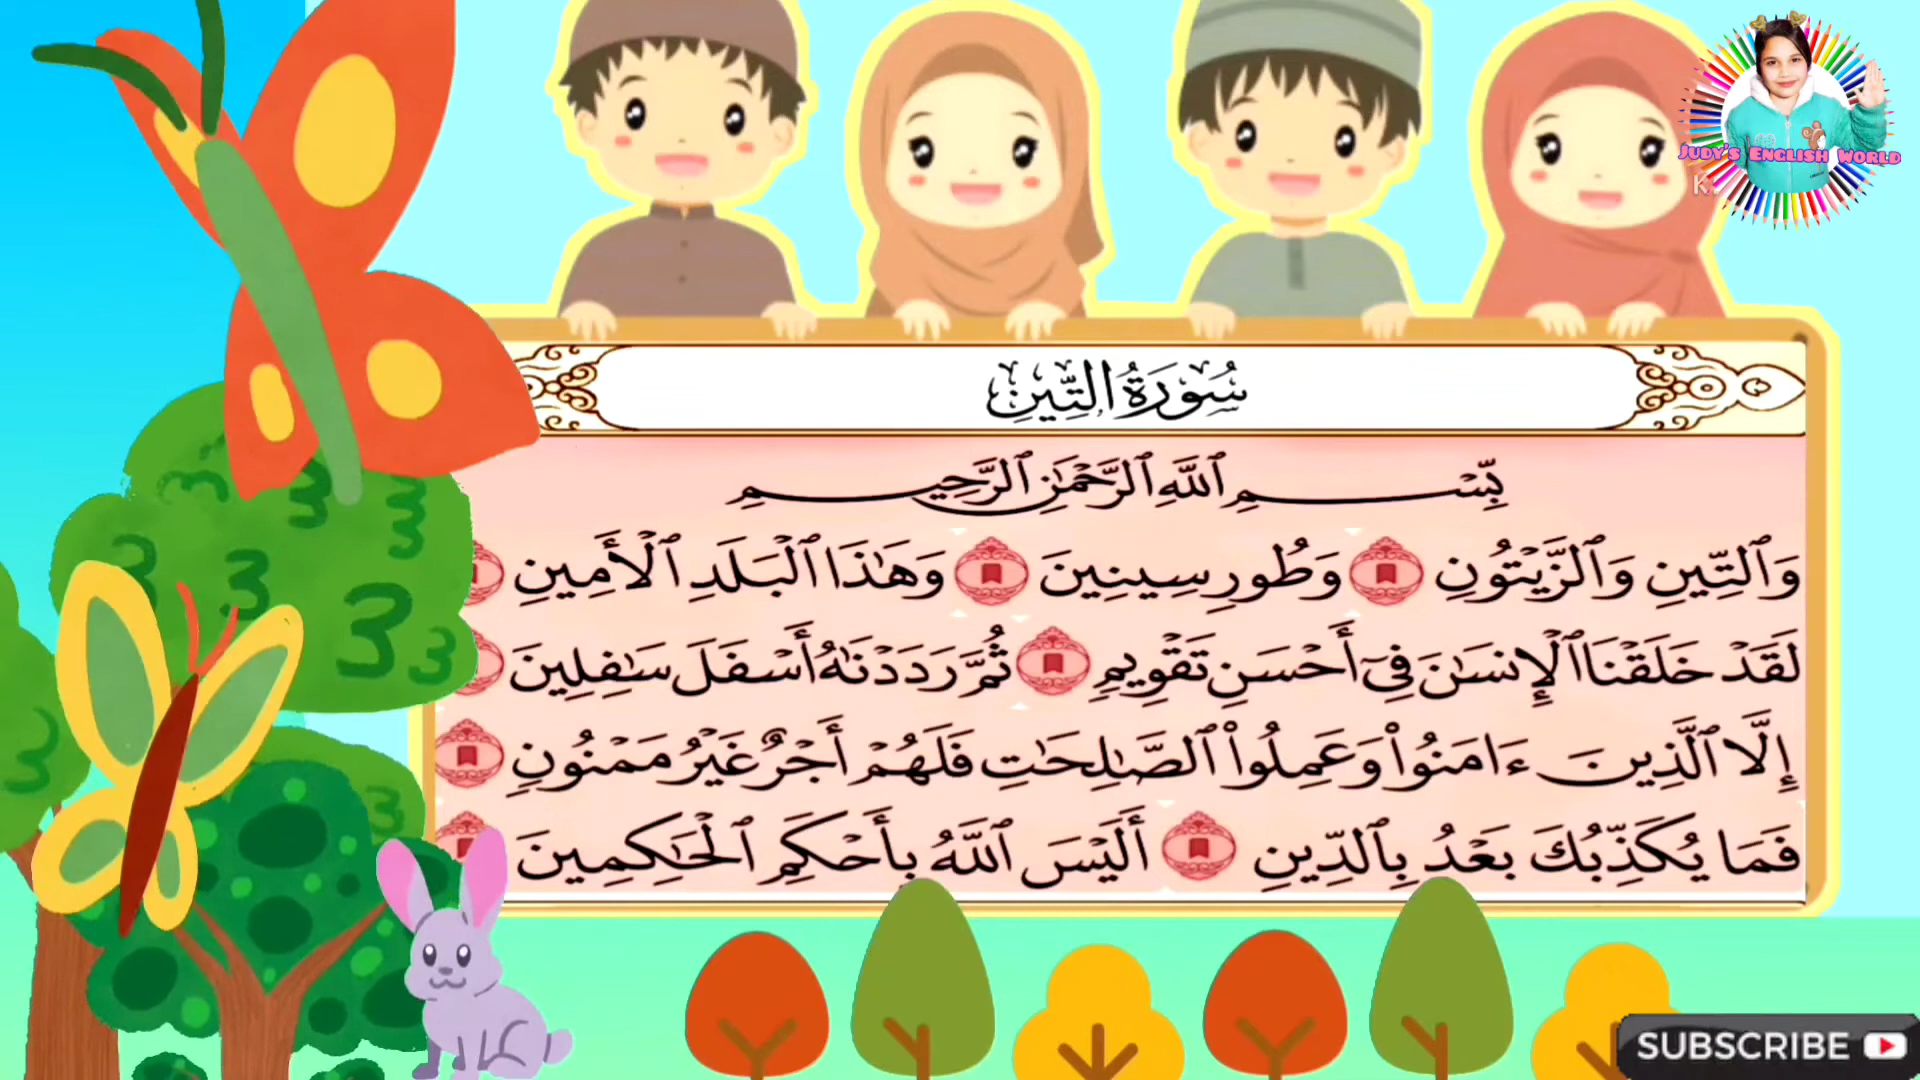 JUDY'S ENGLISH WORLD
K
سُورَةُ التِّينِ
بِّسْمِ ٱللَّهِ ٱلرَّحْمَٰنِ ٱلرَّحِيمِ
وَٱلتِّينِ وَٱلزَّيْتُونِ وَطُورِ سِينِينَ وَهَٰذَا ٱلْبَلَدِ ٱلْأَمِينِ
لَقَدْ خَلَقْنَا ٱلْإِنسَٰنَ فِىٓ أَحْسَنِ تَقْوِيمٍ ثُمَّ رَدَدْنَٰهُ أَسْفَلَ سَٰفِلِينَ
إِلَّا ٱلَّذِينَ ءَامَنُوا۟ وَعَمِلُوا۟ ٱلصَّٰلِحَٰتِ فَلَهُمْ أَجْرٌ غَيْرُ مَمْنُونٍ
فَمَا يُكَذِّبُكَ بَعْدُ بِٱلدِّينِ أَلَيْسَ ٱللَّهُ بِأَحْكَمِ ٱلْحَٰكِمِينَ
SUBSCRIBE